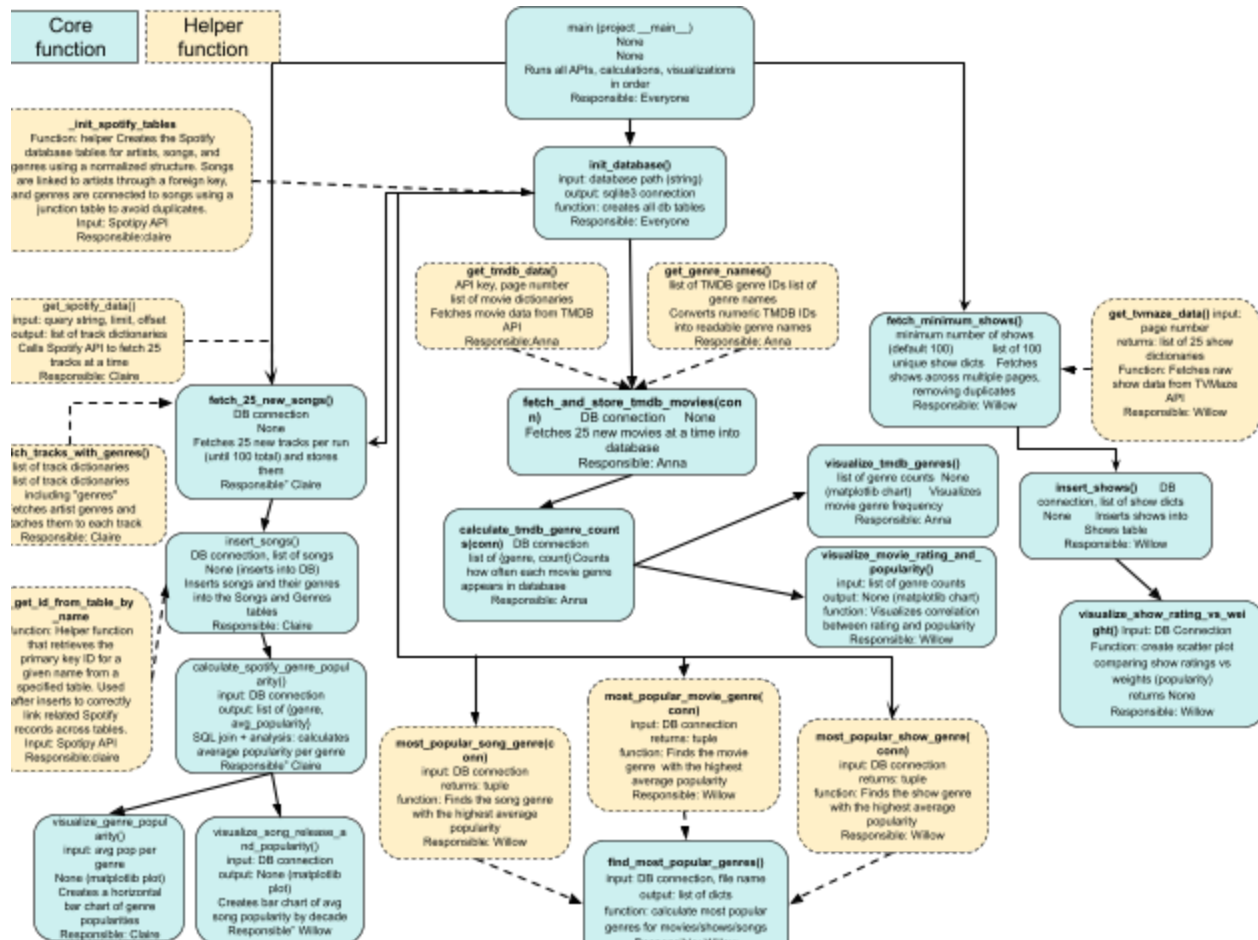 Core
function
Helper
function
main (project __main__)
None
None
Runs all APIs, calculations, visualizations
in order
Responsible: Everyone
_init_spotify_tables
Function: helper Creates the Spotify
database tables for artists, songs, and
genres using a normalized structure. Songs
are linked to artists through a foreign key,
and genres are connected to songs using a
junction table to avoid duplicates.
Input: Spotipy API
Responsible:claire
init_database()
input: database path (string)
output: sqlite3 connection
function: creates all db tables
Responsible: Everyone
get_tmdb_data()
API key, page number
list of movie dictionaries
Fetches movie data from TMDB
API
Responsible:Anna
get_genre_names()
list of TMDB genre IDs list of
genre names
Converts numeric TMDB IDs
into readable genre names
Responsible: Anna
get_spotify_data()
input: query string, limit, offset
output: list of track dictionaries
Calls Spotify API to fetch 25
tracks at a time
Responsible: Claire
fetch_minimum_shows()
minimum number of shows
(default 100) list of 100
unique show dicts Fetches
shows across multiple pages,
removing duplicates
Responsible: Willow
get_tvmaze_data() input:
page number
returns: list of 25 show
dictionaries
Function: Fetches raw
show data from TVMaze
API
Responsible: Willow
fetch_25_new_songs()
DB connection
None
Fetches 25 new tracks per run
(until 100 total) and stores
them
Responsible" Claire
fetch_and_store_tmdb_movies(con
n) DB connection None
Fetches 25 new movies at a time into
database
Responsible: Anna
ich_tracks_with_genres()
list of track dictionaries
list of track dictionaries
including "genres"
etches artist genres and
taches them to each track
Responsible: Claire
visualize_tmdb_genres()
list of genre counts None
(matplotlib chart) Visualizes
movie genre frequency
Responsible: Anna
insert_shows() DB
connection, list of show dicts
None Inserts shows into
Shows table
Responsible: Willow
calculate_tmdb_genre_count
s(conn) DB connection
list of {genre, count} Counts
how often each movie genre
appears in database
Responsible: Anna
insert_songs()
DB connection, list of songs
None (inserts into DB)
Inserts songs and their genres
into the Songs and Genres
tables
Responsible: Claire
visualize_movie_rating_and_
popularity()
input: list of genre counts
output: None (matplotlib chart)
function: Visualizes correlation
between rating and popularity
Responsible: Willow
_get_id_from_table_by
_name
function: Helper function
that retrieves the
primary key ID for a
given name from a
specified table. Used
after inserts to correctly
link related Spotify
records across tables.
Input: Spotipy API
Responsible:claire
visualize_show_rating_vs_wei
ght() Input: DB Connection
Function: create scatter plot
comparing show ratings vs
weights (popularity)
returns None
Responsible: Willow
calculate_spotify_genre_popul
arity()
input: DB connection
output: list of {genre,
avg_popularity}
SQL join + analysis: calculates
average popularity per genre
Responsible" Claire
most_popular_song_genre(c
onn)
input: DB connection
returns: tuple
function: Finds the song genre
with the highest average
popularity
Responsible: Willow
most_popular_movie_genre(
conn)
input: DB connection
returns: tuple
function: Finds the movie
genre with the highest
average popularity
Responsible: Willow
most_popular_show_genre(
conn)
input: DB connection
returns: tuple
function: Finds the show genre
with the highest average
popularity
Responsible: Willow
visualize_genre_popul
arity()
input: avg pop per
genre
None (matplotlib plot)
Creates a horizontal
bar chart of genre
popularities
Responsible: Claire
visualize_song_release_a
nd_popularity()
input: DB connection
output: None (matplotlib
plot)
Creates bar chart of avg
song popularity by decade
Responsible" Willow
find_most_popular_genres()
input: DB connection, file name
output: list of dicts
function: calculate most popular
genres for movies/shows/songs